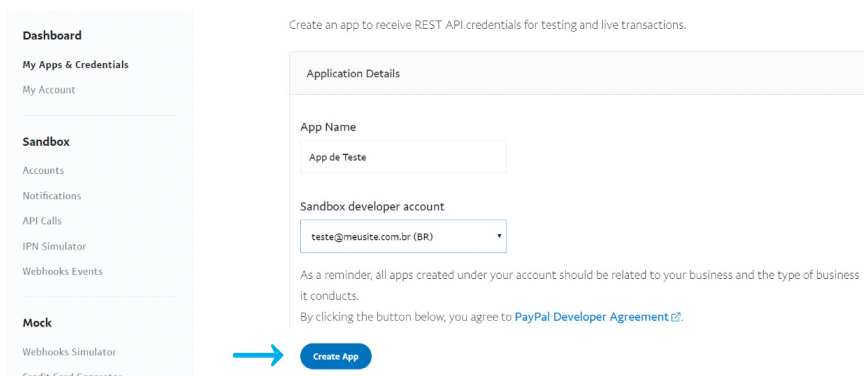 Dashboard
My Apps & Credentials
My Account
Sandbox
Accounts
Notifications
API Calls
IPN Simulator
Webhooks Events
Mock
Webhooks Simulator
Credit Card Generator
Create an app to receive REST API credentials for testing and live transactions.
Application Details
App Name
App de Teste
Sandbox developer account
teste@meusite.com.br (BR)
As a reminder, all apps created under your account should be related to your business and the type of business
it conducts.
By clicking the button below, you agree to PayPal Developer Agreement.
Create App